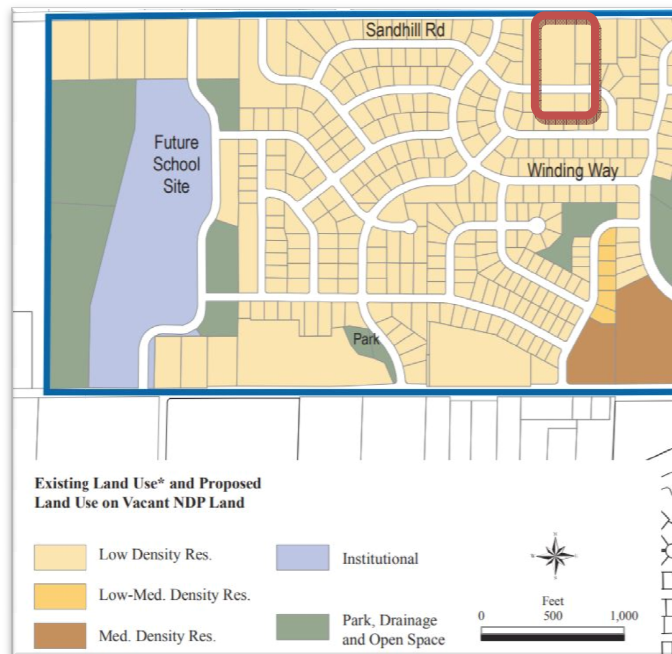 Sandhill Rd
Future
School
Site
Winding Way
Park
Existing Land Use* and Proposed
Land Use on Vacant NDP Land
Low Density Res.
Institutional
Low-Med. Density Res.
Med. Density Res.
Park, Drainage
and Open Space
Feet
0 500 1,000